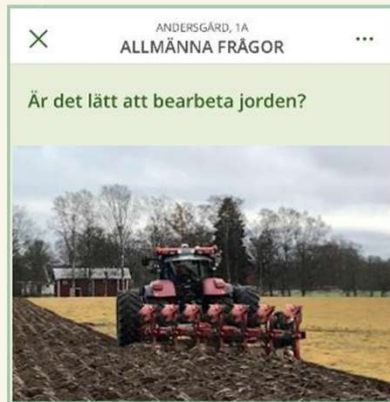 ANDERSGÅRD, 1A
ALLMÄNNA FRÅGOR
Är det lätt att bearbeta jorden?